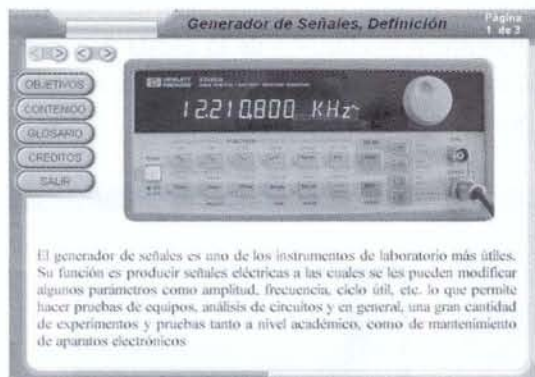 Generador de Señales, Definición
Página
1 de 3
OBJETIVOS
CONTENIDO
GLOSARIO
CREDITOS
SALIR
HEWLETT
PACKARD
12.210,800 KHz~
El generador de señales es uno de los instrumentos de laboratorio más útiles.
Su función es producir señales eléctricas a las cuales se les pueden modificar
algunos parámetros como amplitud, frecuencia, ciclo útil, etc. lo que permite
hacer pruebas de equipos, análisis de circuitos y en general, una gran cantidad
de experimentos y pruebas tanto a nivel académico, como de mantenimiento
de aparatos electrónicos